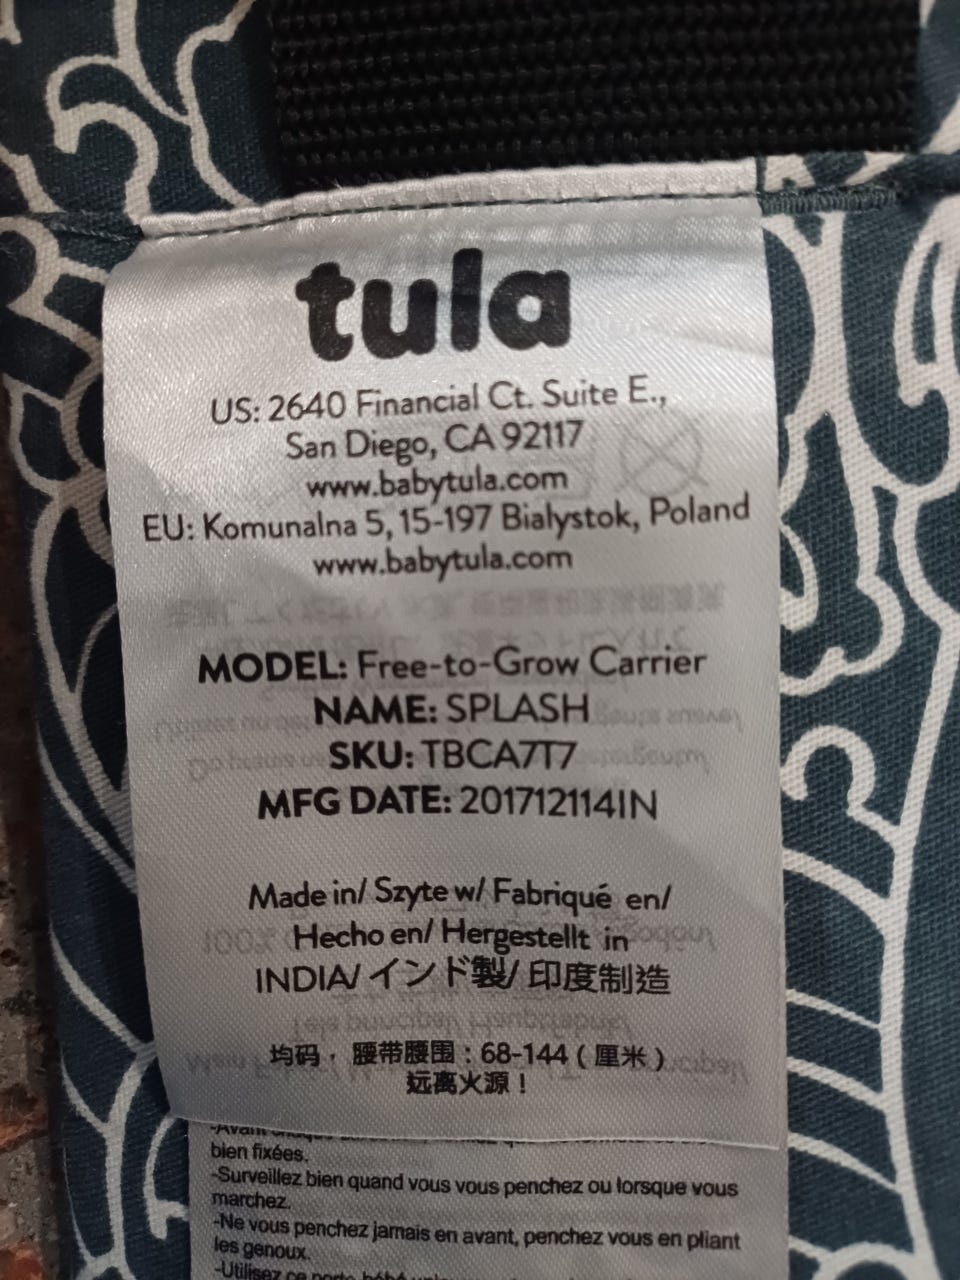 tula
US: 2640 Financial Ct. Suite E.,
San Diego, CA 92117
www.babytula.com
EU: Komunalna 5, 15-197 Bialystok, Poland
www.babytula.com
MODEL: Free-to-Grow Carrier
NAME: SPLASH
SKU: TBCA7T7
MFG DATE: 201712114IN
Made in/ Szyte w/ Fabriqué en/
Hecho en/ Hergestellt in
INDIA/ インド製/ 印度制造
均码，腰带腰围：68-144（厘米）
远离火源！
bien fixées.
-Surveillez bien quand vous vous penchez ou lorsque vous
marchez.
-Ne vous penchez jamais en avant, penchez vous en pliant
les genoux.
-Utilisez ce porte bébé